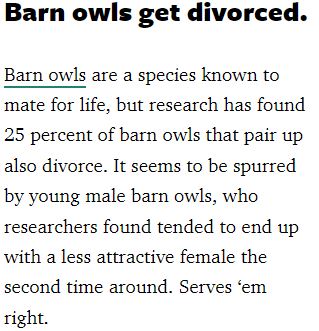 Barn owls get divorced.
Barn owls are a species known to
mate for life, but research has found
25 percent of barn owls that pair up
also divorce. It seems to be spurred
by young male barn owls, who
researchers found tended to end up
with a less attractive female the
second time around. Serves ‘em
right.